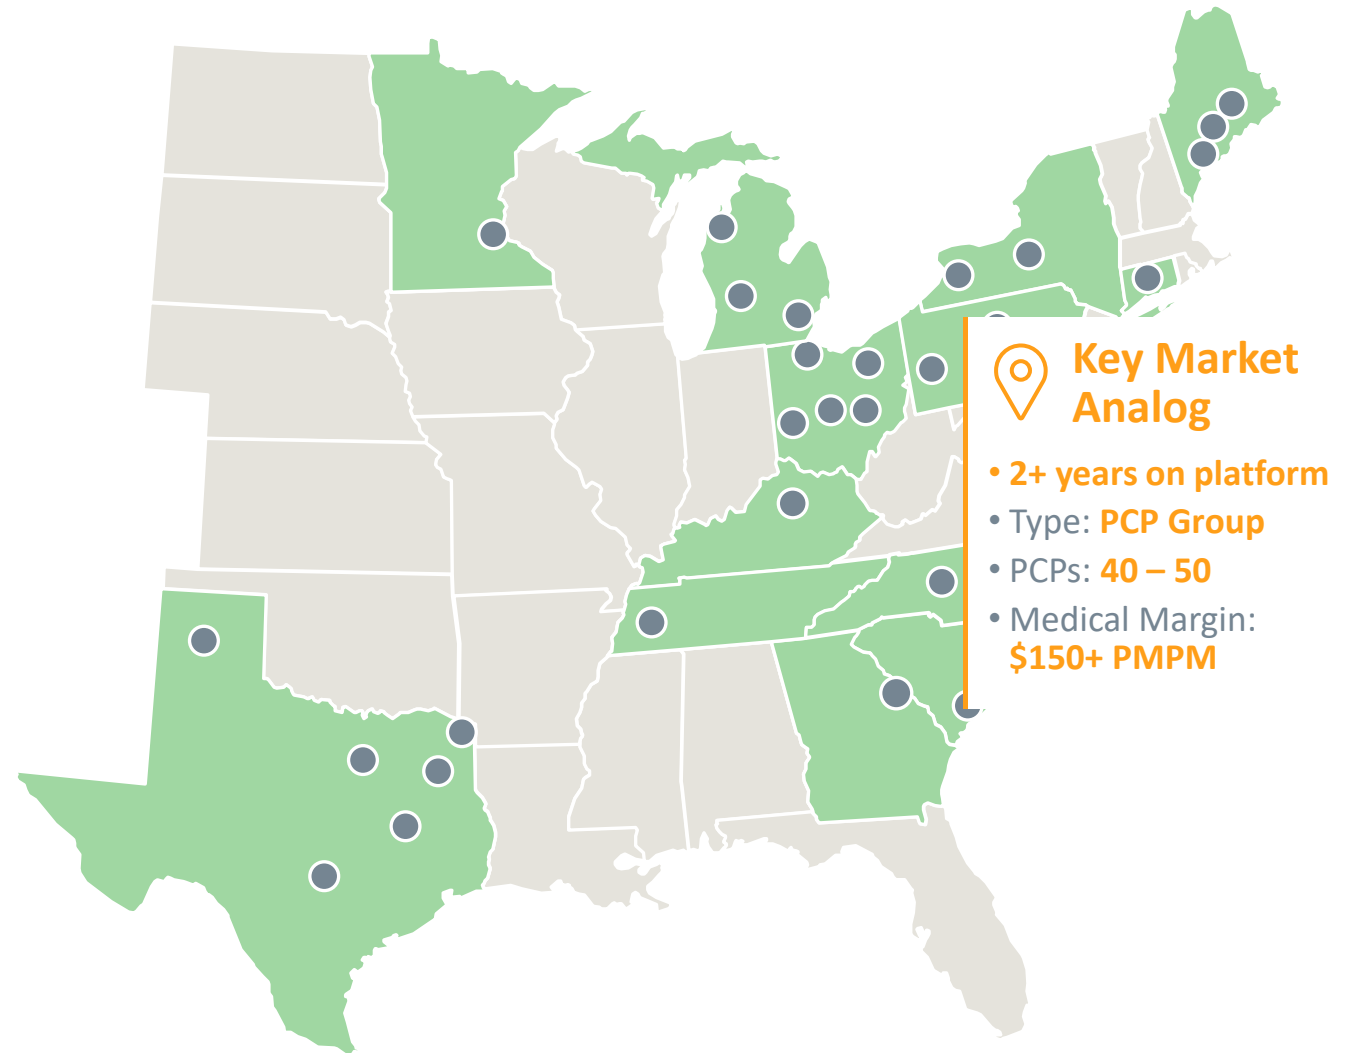 Key Market
Analog
• 2+ years on platform
• Type: PCP Group
• PCPs: 40 – 50
• Medical Margin:
$150+ PMPM